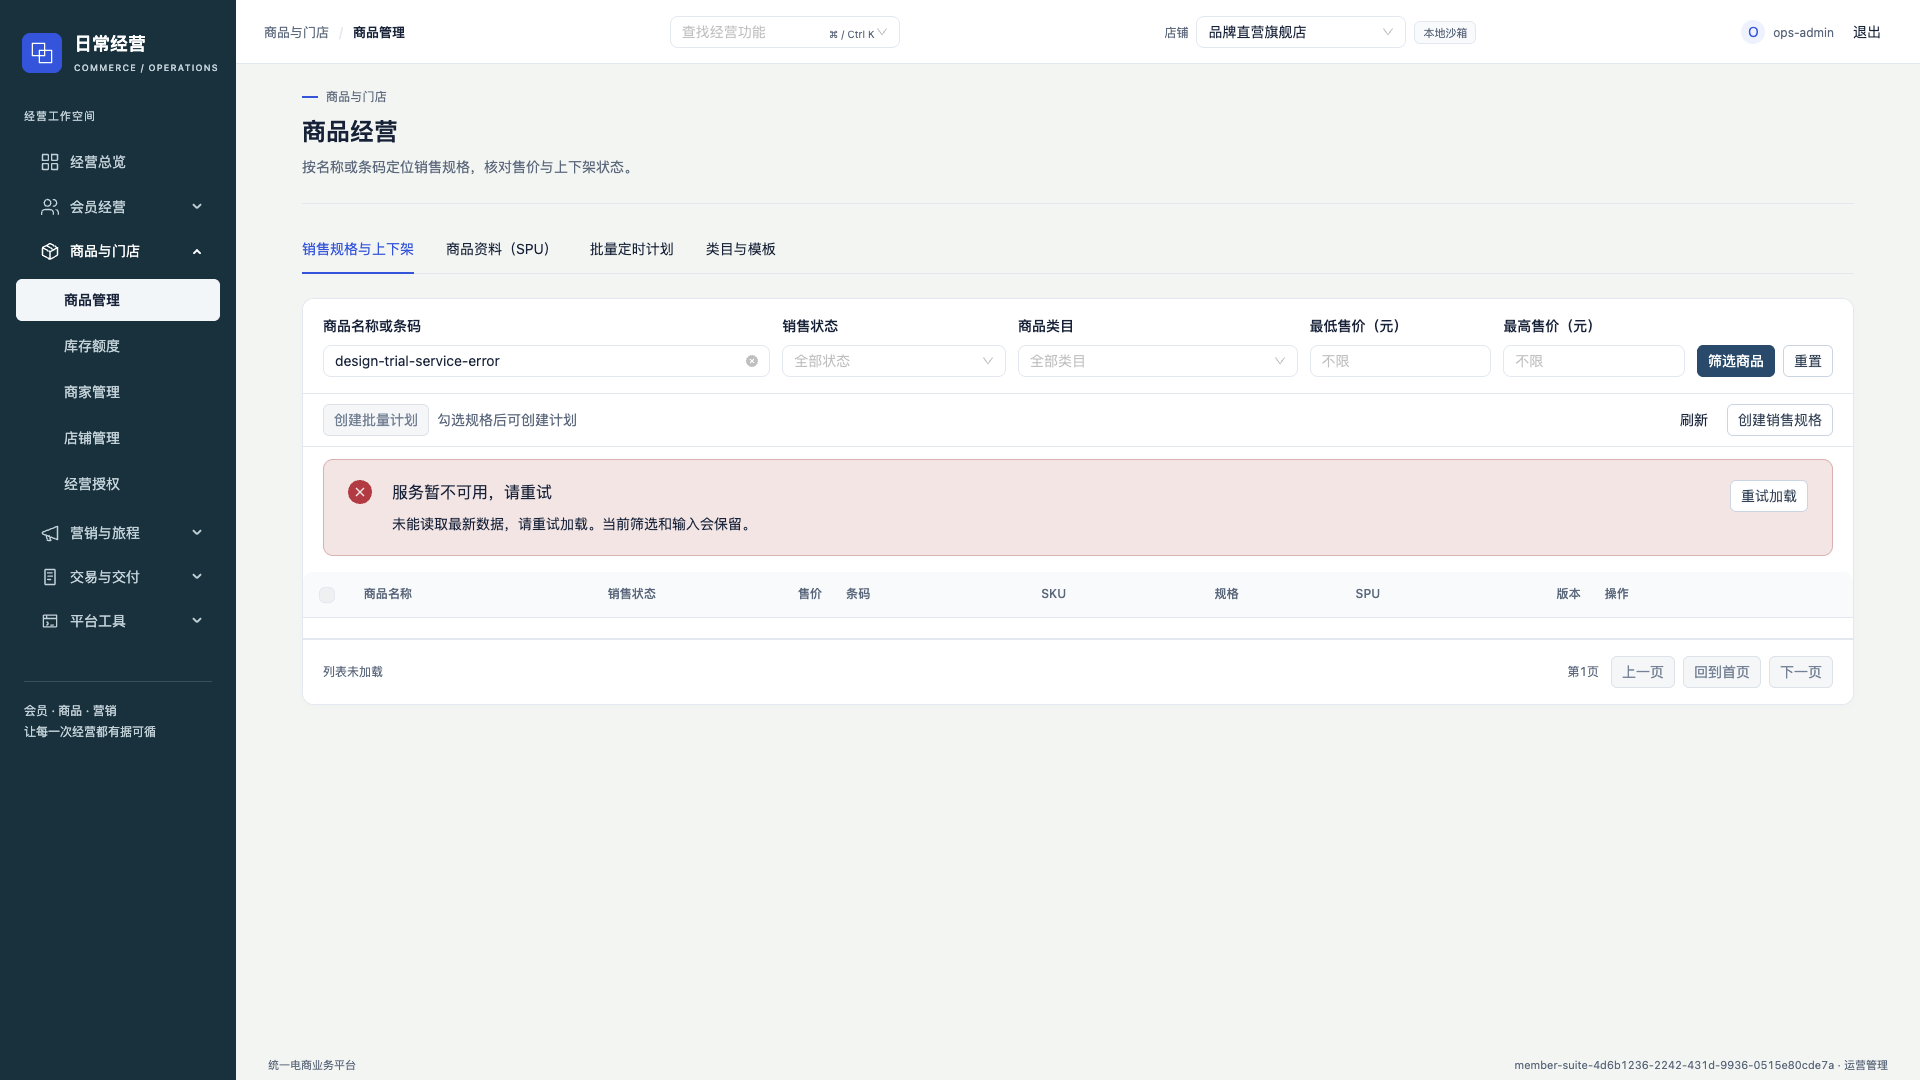 日常经营
COMMERCE / OPERATIONS
经营工作空间
经营总览
会员经营
商品与门店
商品管理
库存额度
商家管理
店铺管理
经营授权
营销与旅程
交易与交付
平台工具
会员 · 商品 · 营销
让每一次经营都有据可循
商品与门店 / 商品管理
查找经营功能 ⌘ / Ctrl K
店铺 品牌直营旗舰店 本地沙箱
O ops-admin 退出
商品与门店
商品经营
按名称或条码定位销售规格，核对售价与上下架状态。
销售规格与上下架 商品资料（SPU） 批量定时计划 类目与模板
商品名称或条码 销售状态 商品类目 最低售价（元） 最高售价（元）
design-trial-service-error 全部状态 全部类目 不限 不限 筛选商品 重置
创建批量计划 勾选规格后可创建计划 刷新 创建销售规格
服务暂不可用，请重试
未能读取最新数据，请重试加载。当前筛选和输入会保留。
重试加载
商品名称 销售状态 售价 条码 SKU 规格 SPU 版本 操作
列表未加载 第1页 上一页 回到首页 下一页
统一电商业务平台 member-suite-4d6b1236-2242-431d-9936-0515e80cde7a · 运营管理